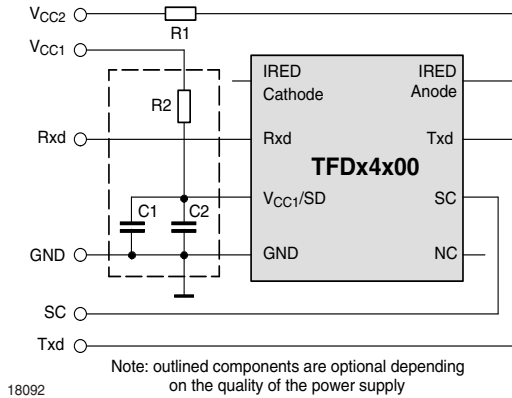 VCC2
R1
VCC1
IRED
Cathode
IRED
Anode
R2
Rxd
Rxd
Txd
TFDx4x00
VCC1/SD
SC
C1
C2
GND
GND
NC
SC
Txd
Note: outlined components are optional depending
on the quality of the power supply
18092